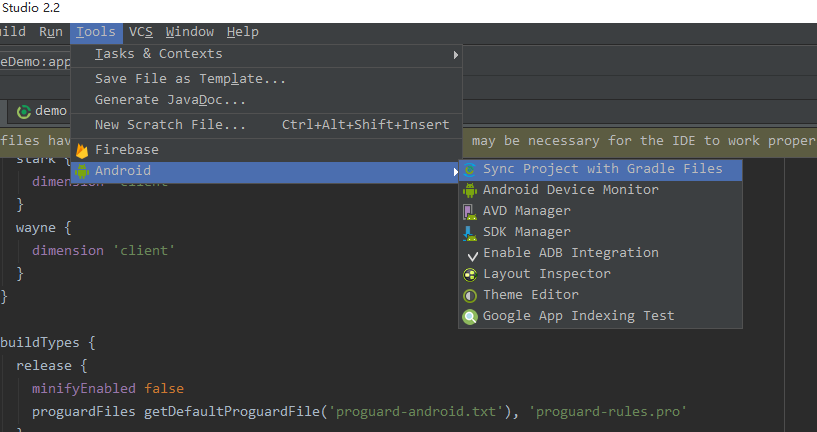 Studio 2.2
ild Run Tools VCS Window Help
eDemo:app
Tasks & Contexts
Save File as Template...
Generate JavaDoc...
New Scratch File... Ctrl+Alt+Shift+Insert
demo
Firebase
files hav may be necessary for the IDE to work proper
Android
Sync Project with Gradle Files
Android Device Monitor
AVD Manager
SDK Manager
Enable ADB Integration
Layout Inspector
Theme Editor
Google App Indexing Test
stark {
dimension 'client'
}
wayne {
dimension 'client'
}
}
buildTypes {
release {
minifyEnabled false
proguardFiles getDefaultProguardFile('proguard-android.txt'), 'proguard-rules.pro'